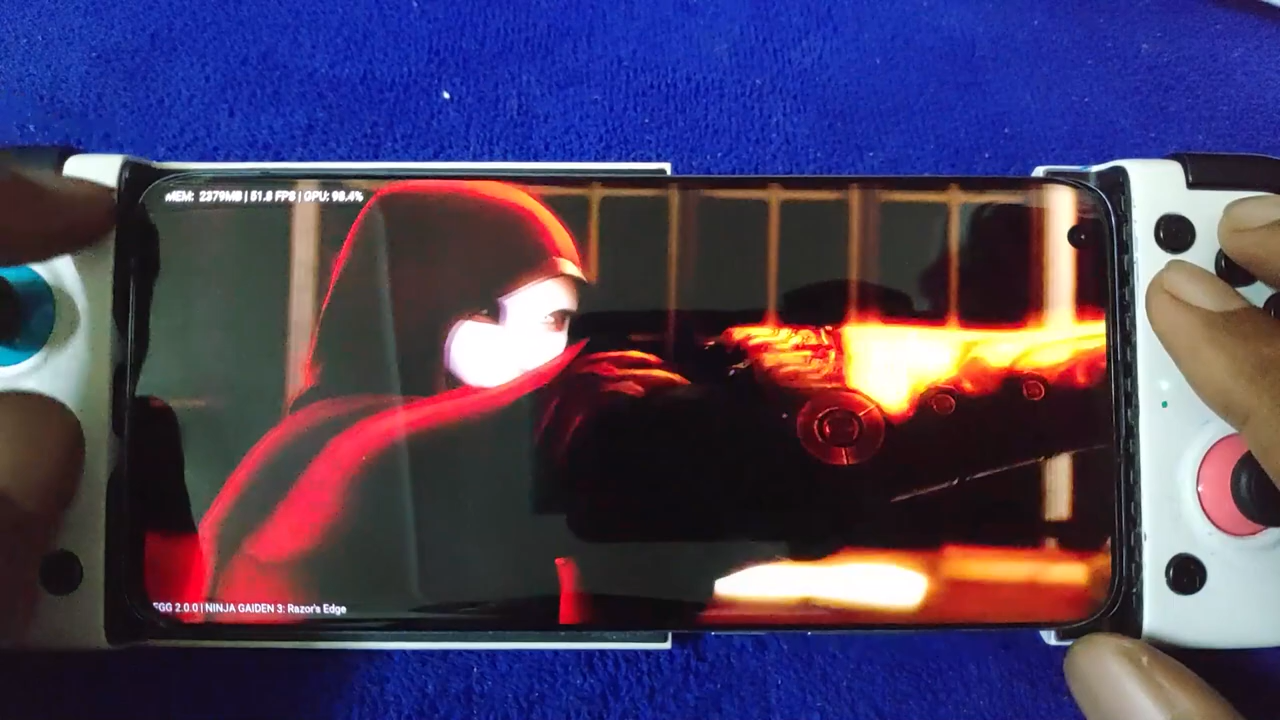 MEM: 2379MB | 51.8 FPS | GPU: 98.4%
EGG 2.0.0 | NINJA GAIDEN 3: Razor's Edge